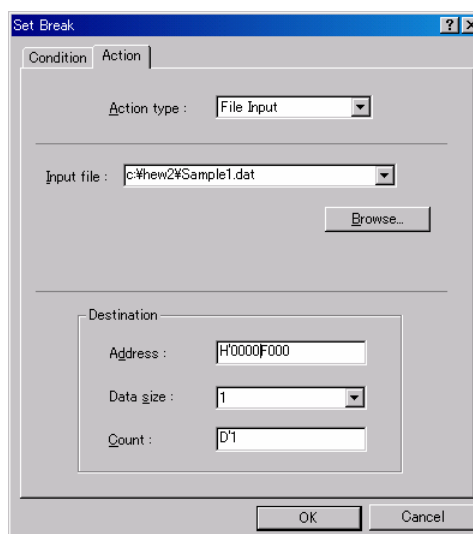 Set Break
Condition Action
Action type : File Input
Input file : c:¥hew2¥Sample1.dat
Browse...
Destination
Address : H'0000F000
Data size : 1
Count : D'1
OK Cancel